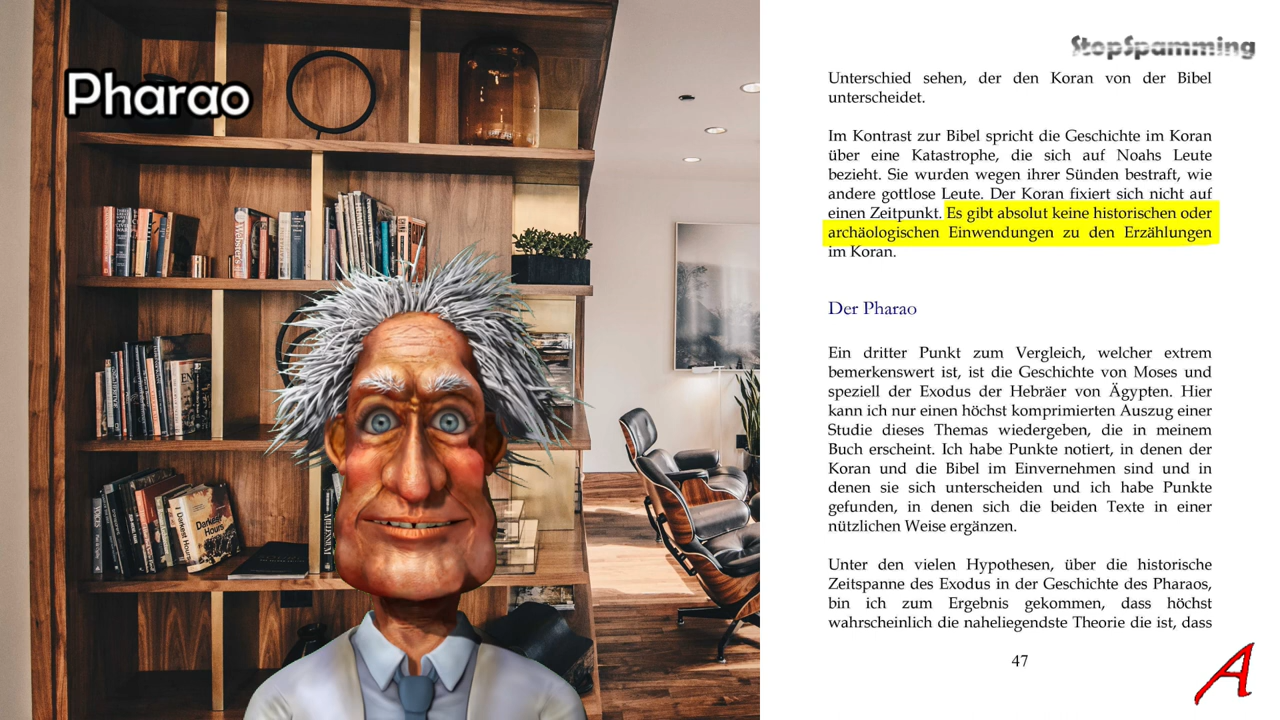 Pharao
StopSpamming
Unterschied sehen, der den Koran von der Bibel
unterscheidet.
Im Kontrast zur Bibel spricht die Geschichte im Koran
über eine Katastrophe, die sich auf Noahs Leute
bezieht. Sie wurden wegen ihrer Sünden bestraft, wie
andere gottlose Leute. Der Koran fixiert sich nicht auf
einen Zeitpunkt. Es gibt absolut keine historischen oder
archäologischen Einwendungen zu den Erzählungen
im Koran.
Der Pharao
Ein dritter Punkt zum Vergleich, welcher extrem
bemerkenswert ist, ist die Geschichte von Moses und
speziell der Exodus der Hebräer von Ägypten. Hier
kann ich nur einen höchst komprimierten Auszug einer
Studie dieses Themas wiedergeben, die in meinem
Buch erscheint. Ich habe Punkte notiert, in denen der
Koran und die Bibel im Einvernehmen sind und in
denen sie sich unterscheiden und ich habe Punkte
gefunden, in denen sich die beiden Texte in einer
nützlichen Weise ergänzen.
Unter den vielen Hypothesen, über die historische
Zeitspanne des Exodus in der Geschichte des Pharaos,
bin ich zum Ergebnis gekommen, dass höchst
wahrscheinlich die naheliegendste Theorie die ist, dass
47
A
Darkest
Hours